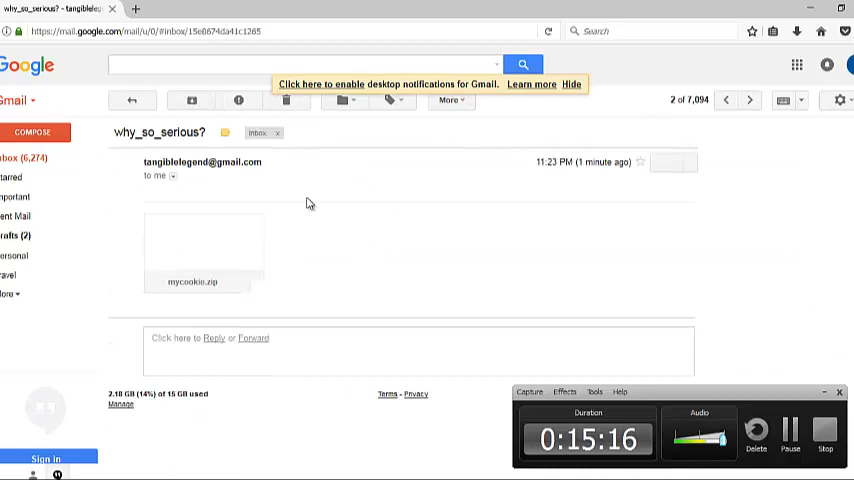 why_so_serious? - tangibleleg
https://mail.google.com/mail/u/0/#inbox/15e8674da41c1265
Search
Google
Click here to enable desktop notifications for Gmail. Learn more Hide
Gmail
More
2 of 7,094
COMPOSE
why_so_serious?
Inbox x
Inbox (6,274)
tangiblelegend@gmail.com
11:23 PM (1 minute ago)
to me
tarred
mportant
ent Mail
rafts (2)
ersonal
ravel
ore
mycookie.zip
Click here to Reply or Forward
2.18 GB (14%) of 15 GB used
Manage
Terms - Privacy
Capture Effects Tools Help
Duration
Audio
0:15:16
Delete
Pause
Stop
Sign in